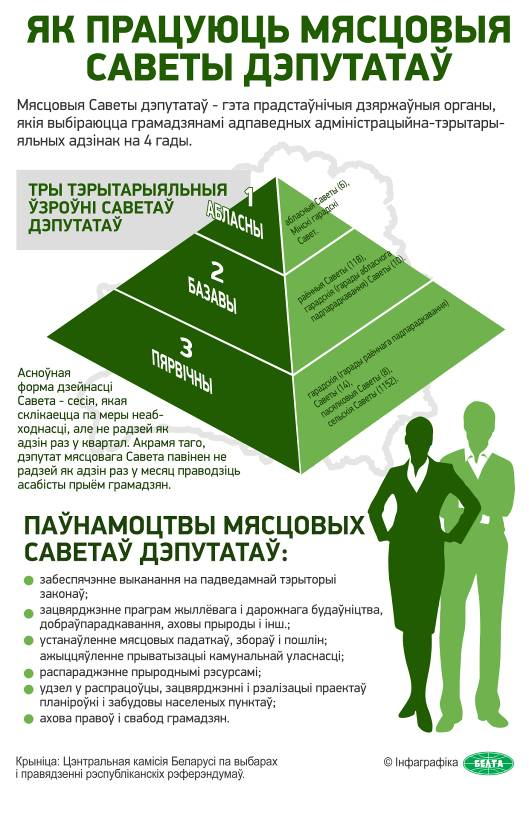 ЯК ПРАЦУЮЦЬ МЯСЦОВЫЯ
САВЕТЫ ДЭПУТАТАЎ
Мясцовыя Саветы дэпутатаў - гэта прадстаўнічыя дзяржаўныя органы,
якія выбіраюцца грамадзянамі адпаведных адміністрацыйна-тэрытары-
яльных адзінак на 4 гады.
ТРЫ ТЭРЫТАРЫЯЛЬНЫЯ
ЎЗРОЎНІ САВЕТАЎ
ДЭПУТАТАЎ
1
АБЛАСНЫ
абласныя Саветы (6),
Мінскі гарадскі
Савет.
2
БАЗАВЫ
раённыя Саветы (118),
гарадскія (гарады абласнога
падпарадкавання) Саветы (10).
3
ПЯРВІЧНЫ
гарадскія (гарады раённага падпарадкавання)
Саветы (14),
пасялковыя Саветы (8),
сельскія Саветы (1152).
Асноўная
форма дзейнасці
Савета - сесія, якая
склікаецца па меры неаб-
ходнасці, але не радзей як
адзін раз у квартал. Акрамя таго,
дэпутат мясцовага Савета павінен не
радзей як адзін раз у месяц праводзіць
асабісты прыём грамадзян.
ПАЎНАМОЦТВЫ МЯСЦОВЫХ
САВЕТАЎ ДЭПУТАТАЎ:
забеспячэнне выканання на падведамнай тэрыторыі
законаў;
зацвярджэнне праграм жыллёвага і дарожнага будаўніцтва,
добраўпарадкавання, аховы прыроды і інш.;
устанаўленне мясцовых падаткаў, збораў і пошлін;
ажыццяўленне прыватызацыі камунальнай уласнасці;
распараджэнне прыроднымі рэсурсамі;
удзел у распрацоўцы, зацвярджэнні і рэалізацыі праектаў
планіроўкі і забудовы населеных пунктаў;
ахова правоў і свабод грамадзян.
Крыніца: Цэнтральная камісія Беларусі па выбарах
і правядзенні рэспубліканскіх рэферэндумаў.
© Інфаграфіка БЕЛТА